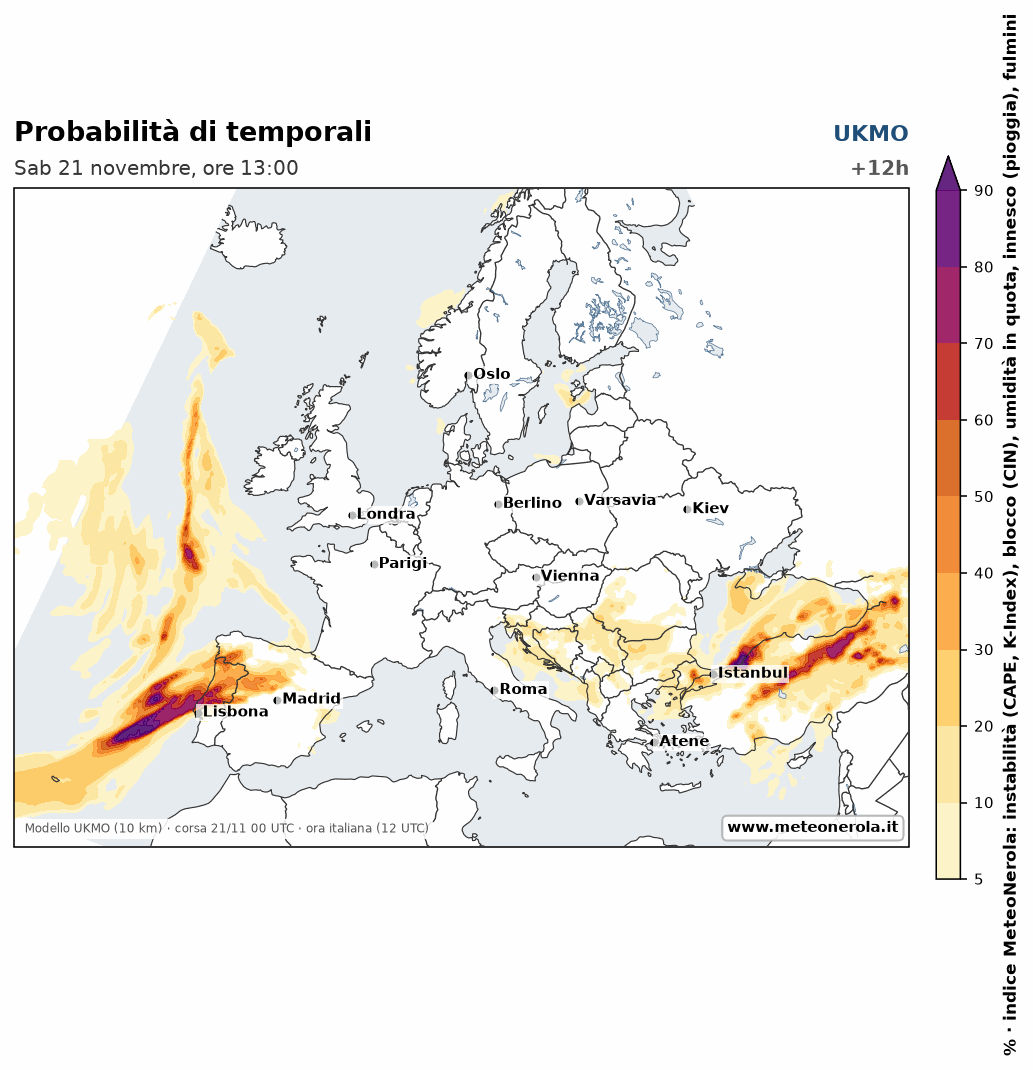 Probabilità di temporali
UKMO
Sab 21 novembre, ore 13:00
+12h
Oslo
Londra
Berlino
Varsavia
Kiev
Parigi
Vienna
Istanbul
Roma
Madrid
Lisbona
Atene
Modello UKMO (10 km) · corsa 21/11 00 UTC · ora italiana (12 UTC)
www.meteonerola.it
90
80
70
60
50
40
30
20
10
5
% · indice MeteoNerola: instabilità (CAPE, K-Index), blocco (CIN), umidità in quota, innesco (pioggia), fulmini